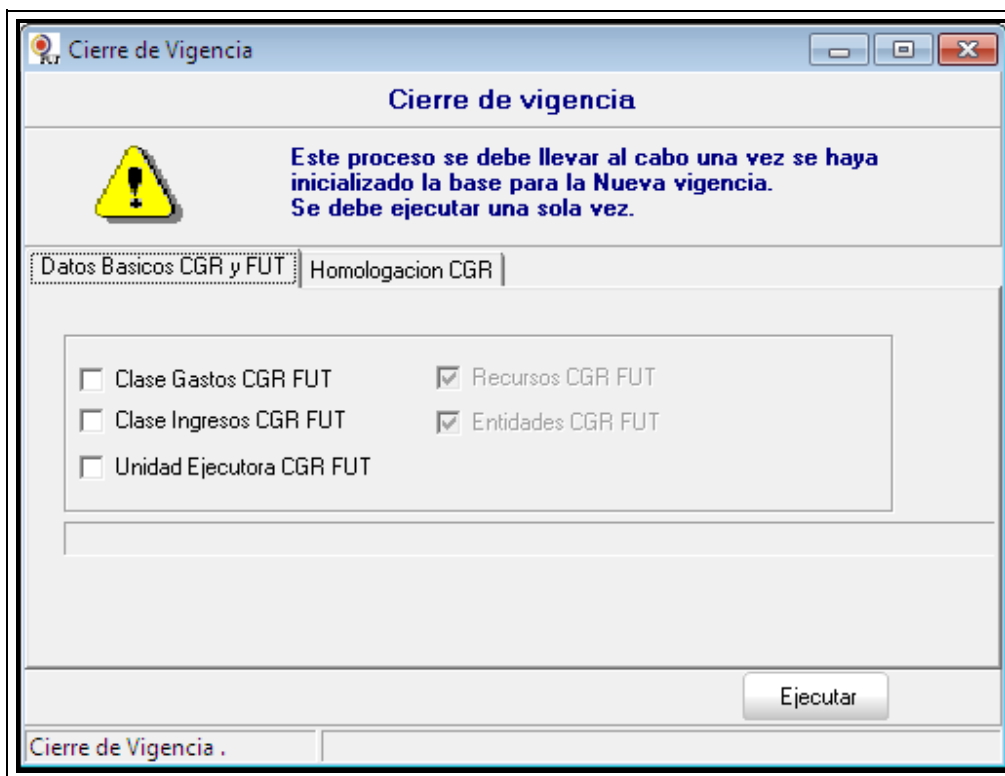 Cierre de Vigencia
Cierre de vigencia
Este proceso se debe llevar al cabo una vez se haya
inicializado la base para la Nueva vigencia.
Se debe ejecutar una sola vez.
Datos Basicos CGR y FUT
Homologacion CGR
Clase Gastos CGR FUT
Recursos CGR FUT
Clase Ingresos CGR FUT
Entidades CGR FUT
Unidad Ejecutora CGR FUT
Ejecutar
Cierre de Vigencia .